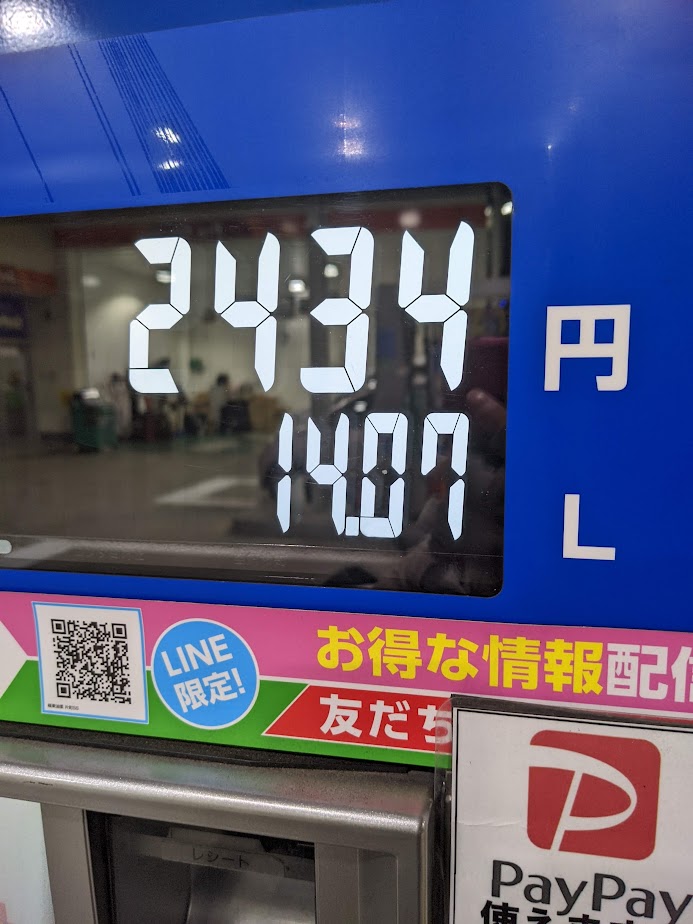 2434 円
14.07 L
LINE
限定!
お得な情報配信
友だち
レシート
PayPay